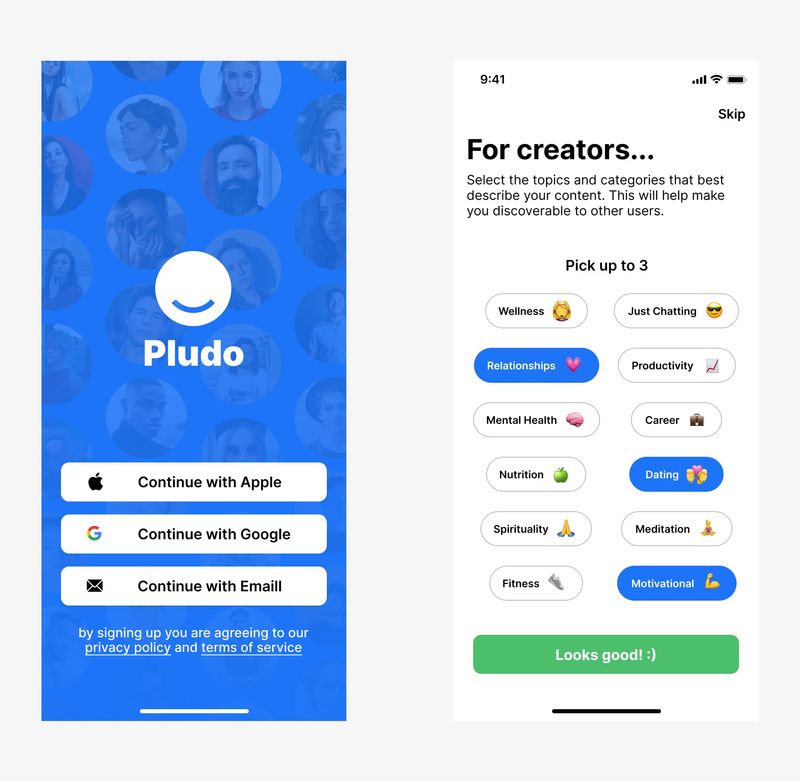 Pludo
Continue with Apple
Continue with Google
Continue with Emaill
by signing up you are agreeing to our
privacy policy and terms of service
9:41
Skip
For creators...
Select the topics and categories that best
describe your content. This will help make
you discoverable to other users.
Pick up to 3
Wellness
Just Chatting
Relationships
Productivity
Mental Health
Career
Nutrition
Dating
Spirituality
Meditation
Fitness
Motivational
Looks good! :)